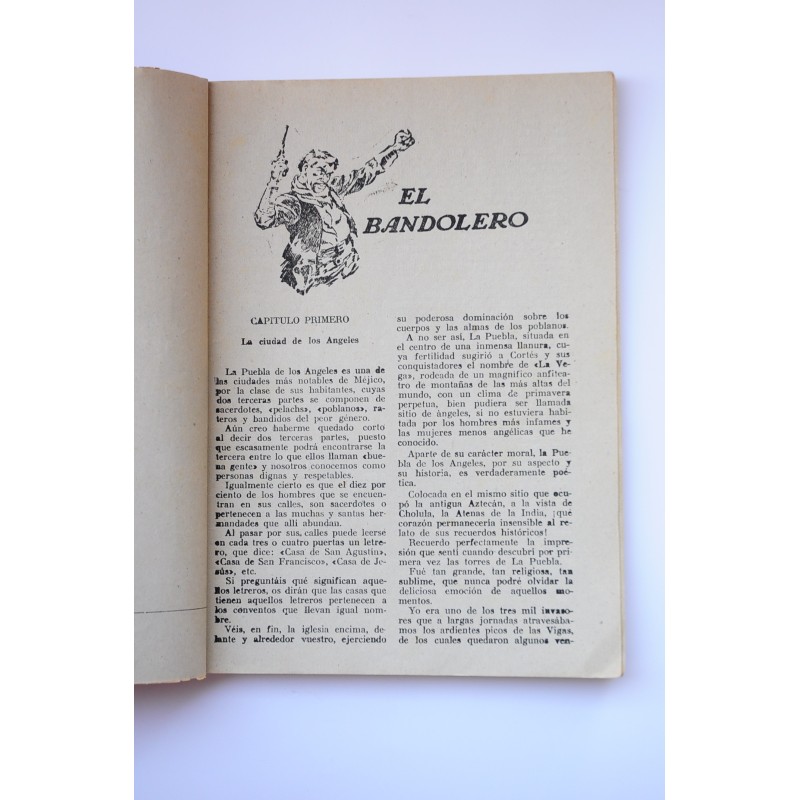 EL
BANDOLERO
CAPITULO PRIMERO
La ciudad de los Angeles
La Puebla de los Angeles es una de
las ciudades más notables de Méjico,
por la clase de sus habitantes, cuyas
dos terceras partes se componen de
sacerdotes, «pelachs», «poblanos», ra-
teros y bandidos del peor género.
Aún creo haberme quedado corto
al decir dos terceras partes, puesto
que escasamente podrá encontrarse la
tercera entre lo que ellos llaman «bue-
na gente» y nosotros conocemos como
personas dignas y respetables.
Igualmente cierto es que el diez por
ciento de los hombres que se encuen-
tran en sus calles, son sacerdotes o
pertenecen a las muchas y santas her-
mandades que allí abundan.
Al pasar por sus, calles puede leerse
en cada tres o cuatro puertas un letre-
ro, que dice: «Casa de San Agustín»,
«Casa de San Francisco», «Casa de Je-
sús», etc.
Si preguntáis qué significan aque-
llos letreros, os dirán que las casas que
tienen aquellos letreros pertenecen a
los conventos que llevan igual nom-
bre.
Véis, en fin, la iglesia encima, de-
lante y alrededor vuestro, ejerciendo
su poderosa dominación sobre los
cuerpos y las almas de los poblanos.
A no ser así, La Puebla, situada en
el centro de una inmensa llanura, cu-
ya fertilidad sugirió a Cortés y sus
conquistadores el nombre de «La Ve-
ga», rodeada de un magnífico anfitea-
tro de montañas de las más altas del
mundo, con un clima de primavera
perpetua, bien pudiera ser llamada
sitio de ángeles, si no estuviera habi-
tada por los hombres más infames y
las mujeres menos angélicas que he
conocido.
Aparte de su carácter moral, la Pue-
bla de los Angeles, por su aspecto y
su historia, es verdaderamente poé-
tica.
Colocada en el mismo sitio que ocu-
pó la antigua Aztecán, a la vista de
Cholula, la Atenas de la India, ¡qué
corazón permanecería insensible al re-
lato de sus recuerdos históricos!
Recuerdo perfectamente la impre-
sión que sentí cuando descubrí por pri-
mera vez las torres de La Puebla.
Fué tan grande, tan religiosa, tan
sublime, que nunca podré olvidar la
deliciosa emoción de aquellos mo-
mentos.
Yo era uno de los tres mil invaso-
res que a largas jornadas atravesába-
mos los ardientes picos de las Vigas,
de los cuales quedaron algunos ven-